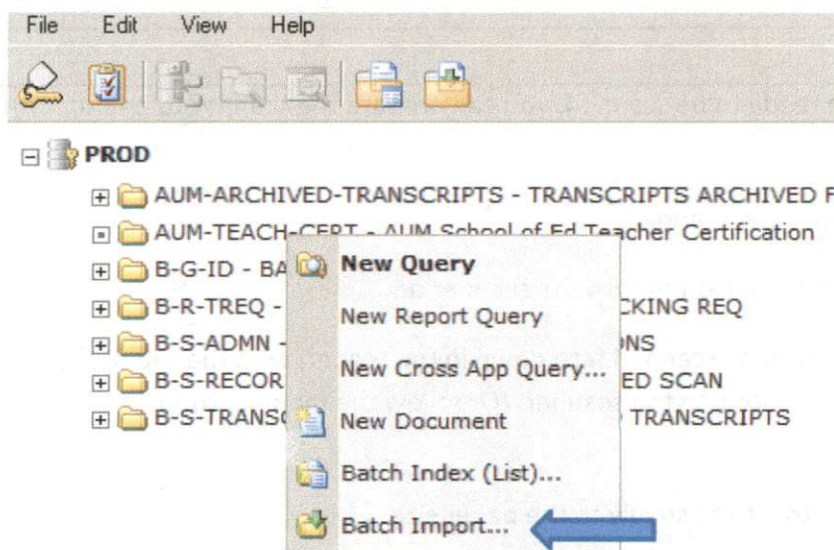 File Edit View Help
PROD
AUM-ARCHIVED-TRANSCRIPTS - TRANSCRIPTS ARCHIVED F
AUM-TEACH-CERT - AUM School of Ed Teacher Certification
B-G-ID - BA
B-R-TREQ - CKING REQ
B-S-ADMN - NS
B-S-RECOR ED SCAN
B-S-TRANSC TRANSCRIPTS
New Query
New Report Query
New Cross App Query...
New Document
Batch Index (List)...
Batch Import...